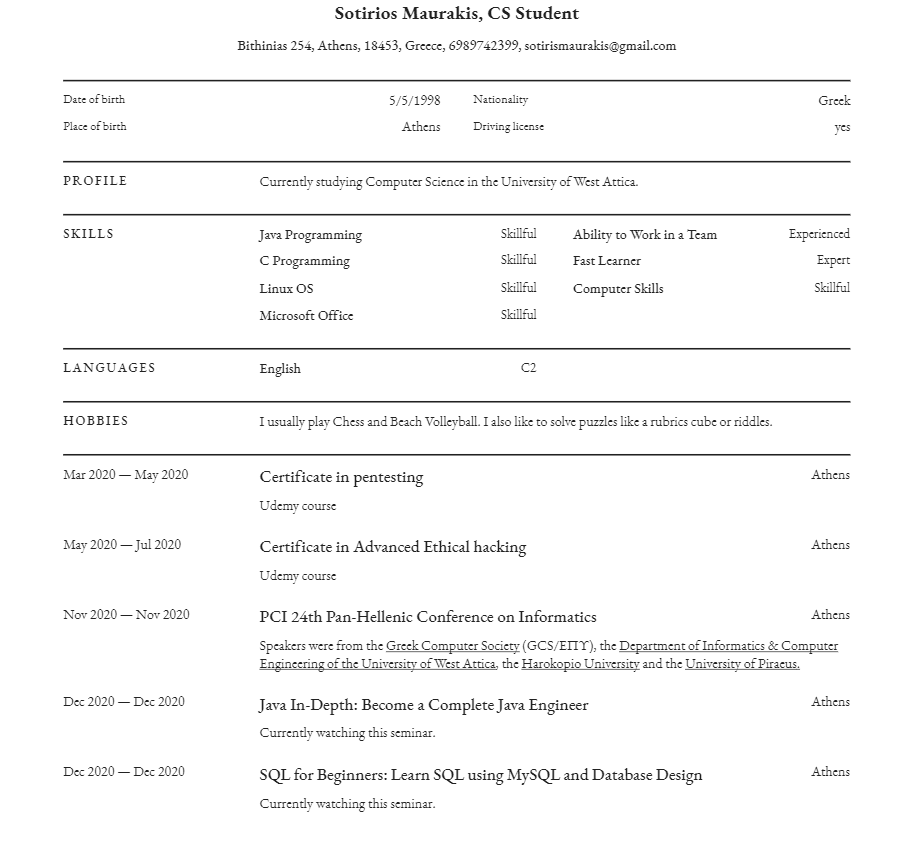 Sotirios Maurakis, CS Student
Bithinias 254, Athens, 18453, Greece, 6989742399, sotirismaurakis@gmail.com
Date of birth 5/5/1998 Nationality Greek
Place of birth Athens Driving license yes
PROFILE Currently studying Computer Science in the University of West Attica.
SKILLS Java Programming Skillful Ability to Work in a Team Experienced
C Programming Skillful Fast Learner Expert
Linux OS Skillful Computer Skills Skillful
Microsoft Office Skillful
LANGUAGES English C2
HOBBIES I usually play Chess and Beach Volleyball. I also like to solve puzzles like a rubrics cube or riddles.
Mar 2020 — May 2020 Certificate in pentesting Athens
Udemy course
May 2020 — Jul 2020 Certificate in Advanced Ethical hacking Athens
Udemy course
Nov 2020 — Nov 2020 PCI 24th Pan-Hellenic Conference on Informatics Athens
Speakers were from the Greek Computer Society (GCS/ΕΠΥ), the Department of Informatics & Computer
Engineering of the University of West Attica, the Harokopio University and the University of Piraeus.
Dec 2020 — Dec 2020 Java In-Depth: Become a Complete Java Engineer Athens
Currently watching this seminar.
Dec 2020 — Dec 2020 SQL for Beginners: Learn SQL using MySQL and Database Design Athens
Currently watching this seminar.